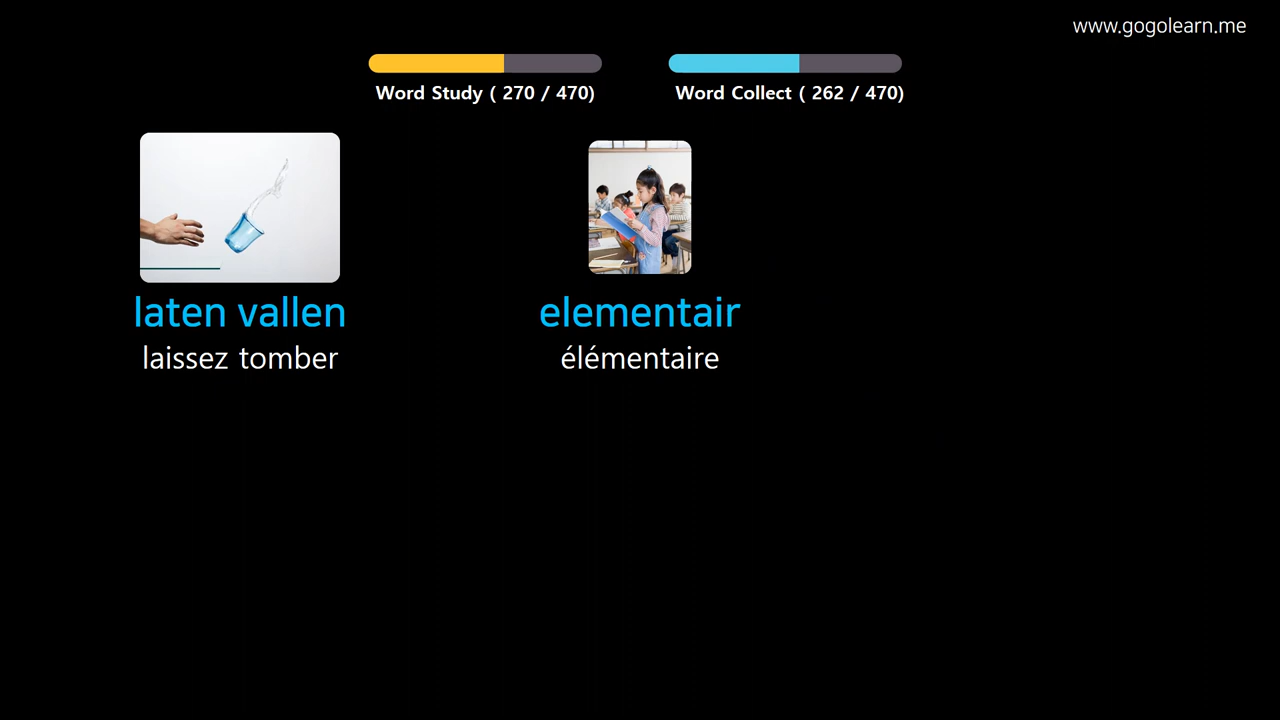 www.gogolearn.me
Word Study ( 270 / 470)
Word Collect ( 262 / 470)
laten vallen
laissez tomber
elementair
élémentaire